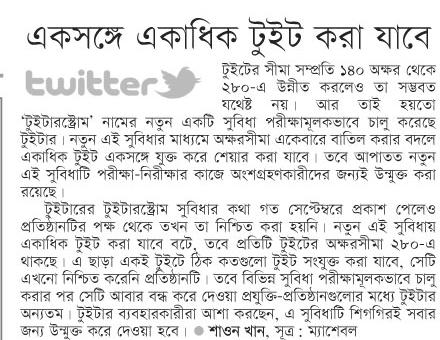 একসঙ্গে একাধিক টুইট করা যাবে
twitter
টুইটের সীমা সম্প্রতি ১৪০ অক্ষর থেকে
২৮০-এ উন্নীত করলেও তা সম্ভবত
যথেষ্ট নয়। আর তাই হয়তো
'টুইটারস্ট্রোম' নামের নতুন একটি সুবিধা পরীক্ষামূলকভাবে চালু করেছে
টুইটার। নতুন এই সুবিধার মাধ্যমে অক্ষরসীমা একেবারে বাতিল করার বদলে
একাধিক টুইট একসঙ্গে যুক্ত করে শেয়ার করা যাবে। তবে আপাতত নতুন
এই সুবিধাটি পরীক্ষা-নিরীক্ষার কাজে অংশগ্রহণকারীদের জন্যই উন্মুক্ত করা
রয়েছে।
টুইটারের টুইটারস্ট্রোম সুবিধার কথা গত সেপ্টেম্বরে প্রকাশ পেলেও
প্রতিষ্ঠানটির পক্ষ থেকে তখন তা নিশ্চিত করা হয়নি। নতুন এই সুবিধায়
একাধিক টুইট করা যাবে বটে, তবে প্রতিটি টুইটের অক্ষরসীমা ২৮০-এ
থাকছে। এ ছাড়া একই টুইটে ঠিক কতগুলো টুইট সংযুক্ত করা যাবে, সেটি
এখনো নিশ্চিত করেনি প্রতিষ্ঠানটি। তবে বিভিন্ন সুবিধা পরীক্ষামূলকভাবে চালু
করার পর সেটি আবার বন্ধ করে দেওয়া প্রযুক্তি-প্রতিষ্ঠানগুলোর মধ্যে টুইটার
অন্যতম। টুইটার ব্যবহারকারীরা আশা করছেন, এ সুবিধাটি শিগগিরই সবার
জন্য উন্মুক্ত করে দেওয়া হবে। ● শাওন খান, সূত্র : ম্যাশেবল